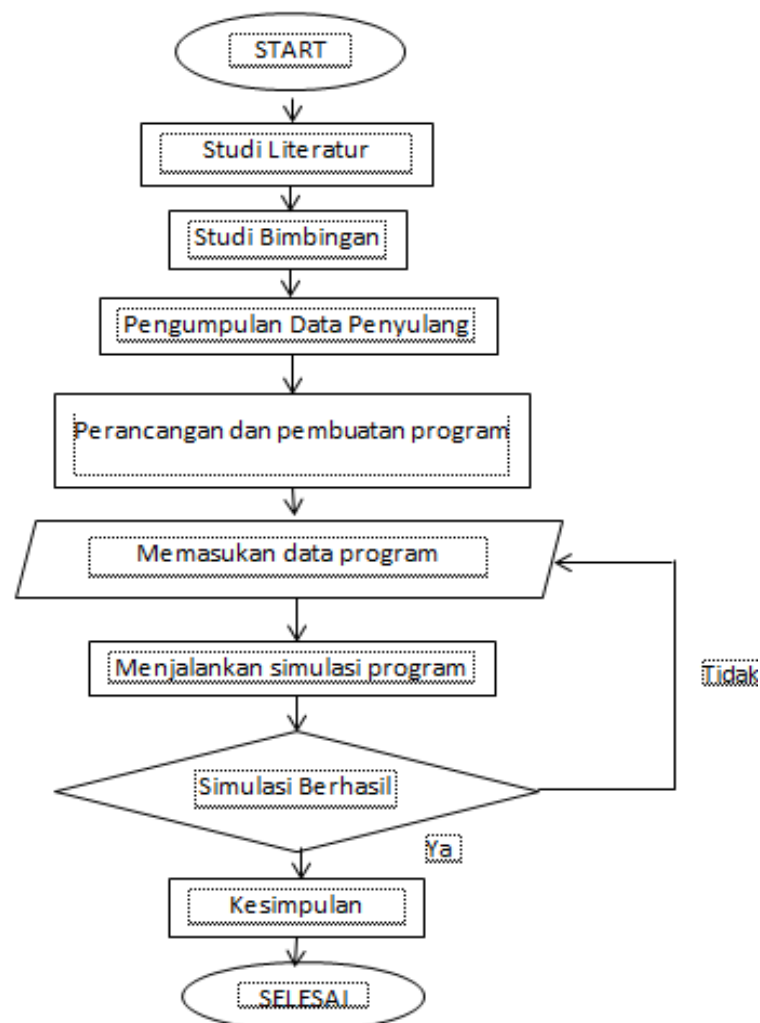 START
Studi Literatur
Studi Bimbingan
Pengumpulan Data Penyulang
Perancangan dan pembuatan program
Memasukan data program
Menjalankan simulasi program
Tidak
Simulasi Berhasil
Ya
Kesimpulan
SELESAI